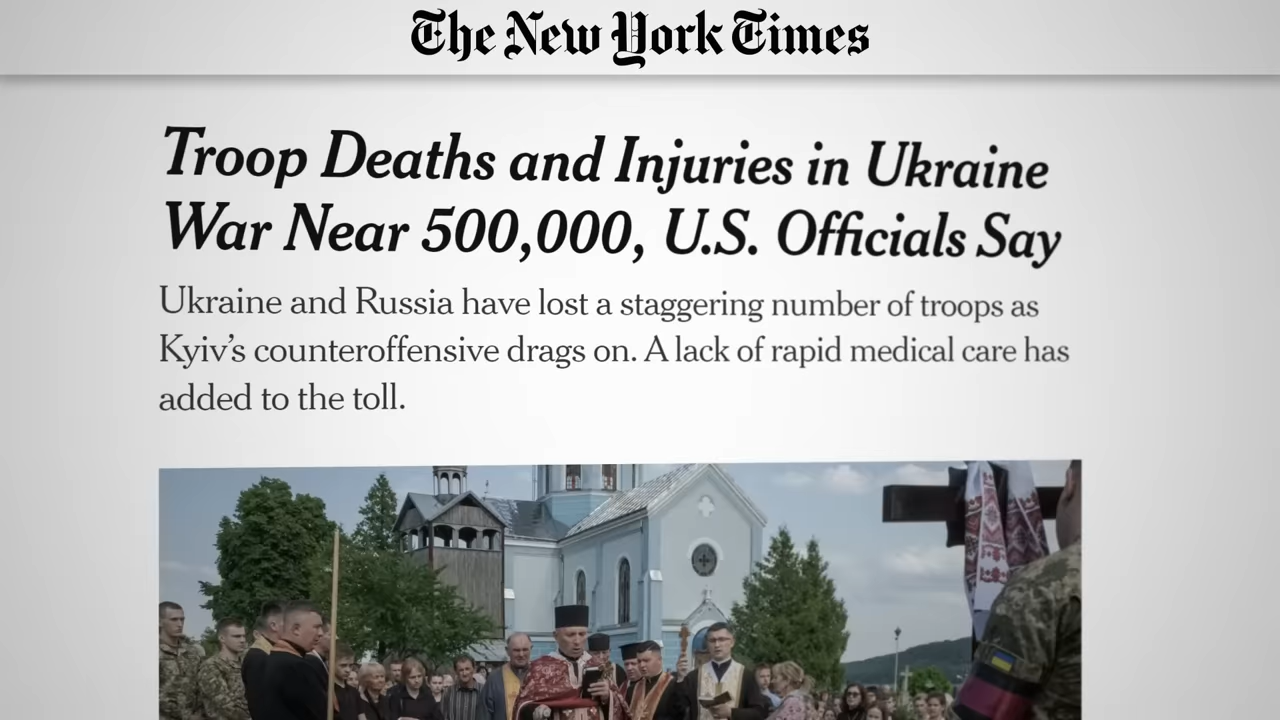 The New York Times
Troop Deaths and Injuries in Ukraine
War Near 500,000, U.S. Officials Say
Ukraine and Russia have lost a staggering number of troops as
Kyiv’s counteroffensive drags on. A lack of rapid medical care has
added to the toll.